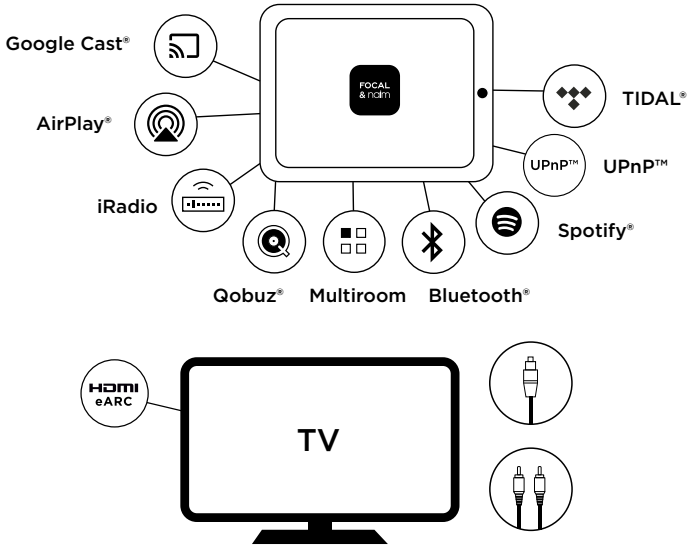 Google Cast®
FOCAL
& naim
AirPlay®
TIDAL®
UPnP™
UPnP™
iRadio
Spotify®
Qobuz®
Multiroom
Bluetooth®
HDMI
eARC
TV